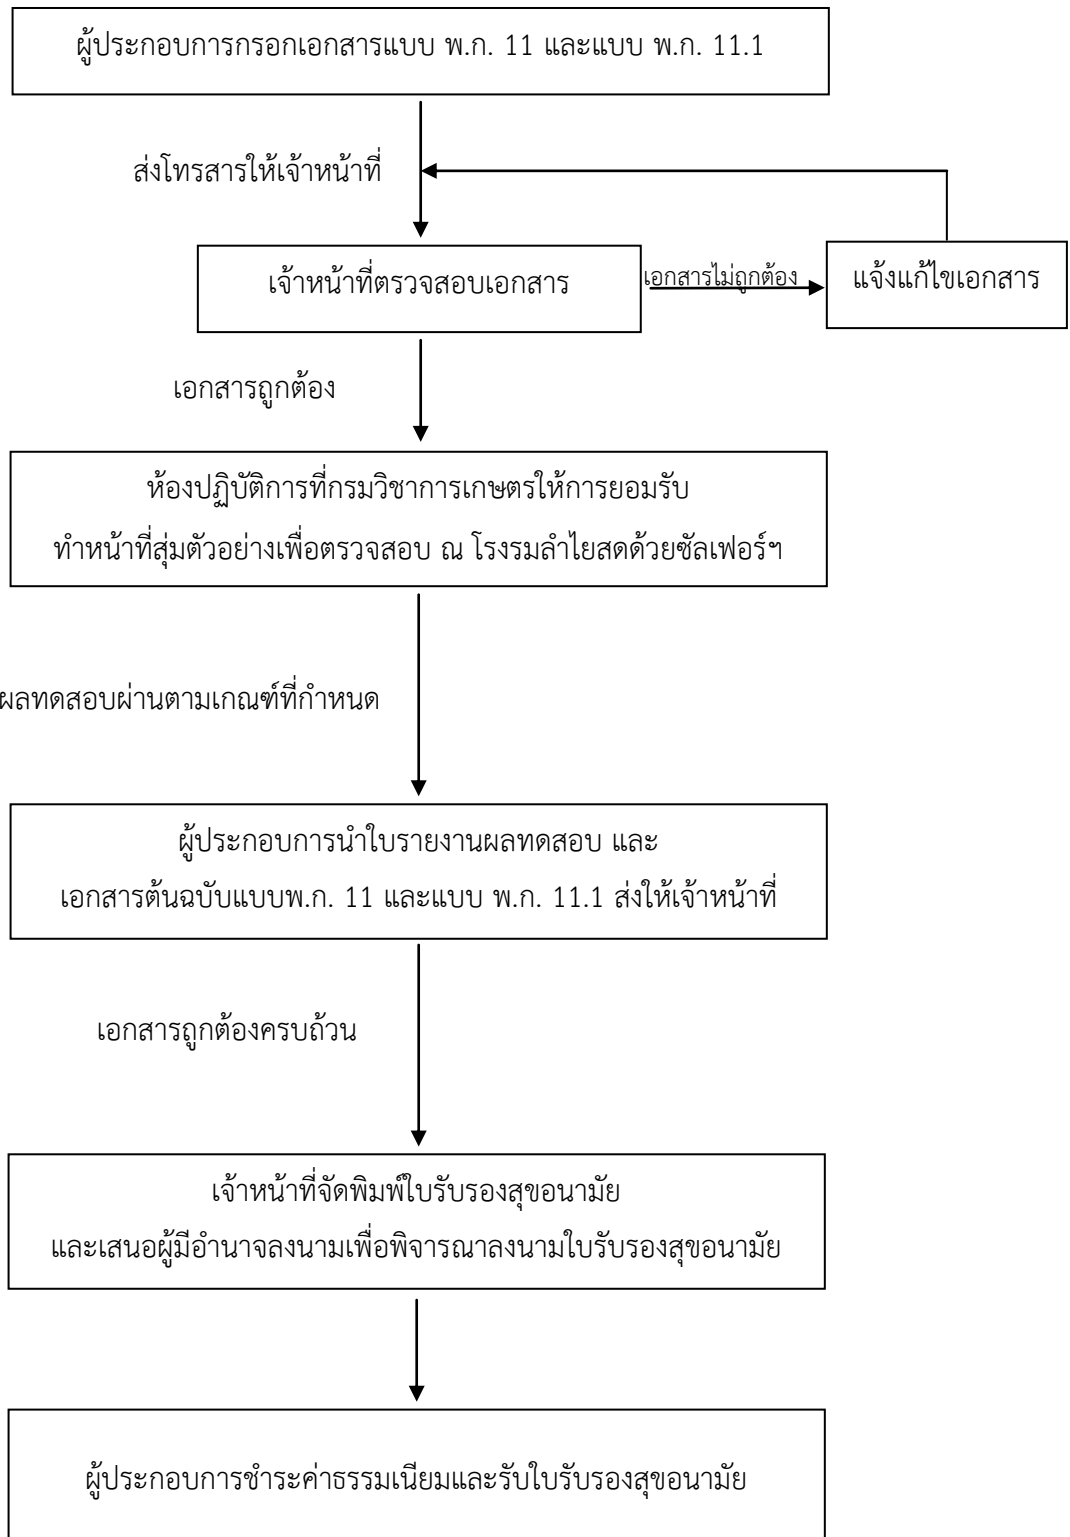 ผู้ประกอบการกรอกเอกสารแบบ พ.ก. 11 และแบบ พ.ก. 11.1
ส่งโทรสารให้เจ้าหน้าที่
เจ้าหน้าที่ตรวจสอบเอกสาร
เอกสารไม่ถูกต้อง
แจ้งแก้ไขเอกสาร
เอกสารถูกต้อง
ห้องปฏิบัติการที่กรมวิชาการเกษตรให้การยอมรับ
ทำหน้าที่สุ่มตัวอย่างเพื่อตรวจสอบ ณ โรงรมลำไยสดด้วยซัลเฟอร์ฯ
ผลทดสอบผ่านตามเกณฑ์ที่กำหนด
ผู้ประกอบการนำใบรายงานผลทดสอบ และ
เอกสารต้นฉบับแบบพ.ก. 11 และแบบ พ.ก. 11.1 ส่งให้เจ้าหน้าที่
เอกสารถูกต้องครบถ้วน
เจ้าหน้าที่จัดพิมพ์ใบรับรองสุขอนามัย
และเสนอผู้มีอำนาจลงนามเพื่อพิจารณาลงนามใบรับรองสุขอนามัย
ผู้ประกอบการชำระค่าธรรมเนียมและรับใบรับรองสุขอนามัย